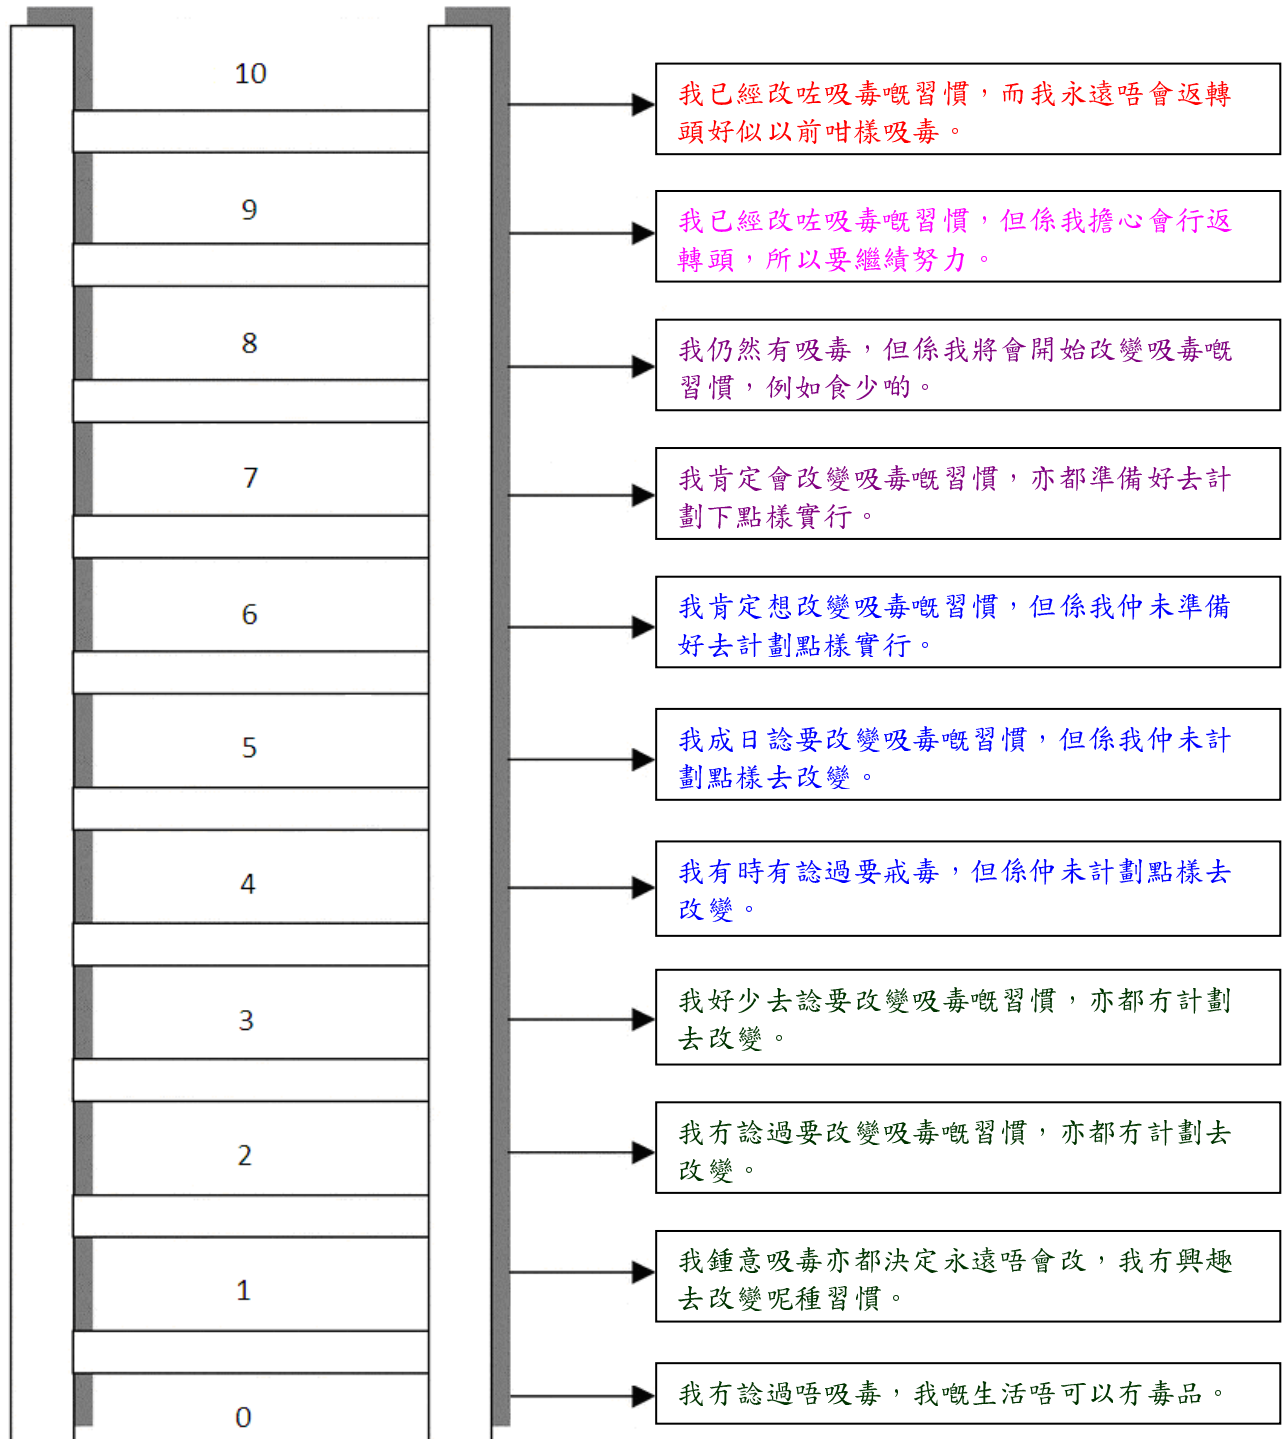 10
我已經改咗吸毒嘅習慣，而我永遠唔會返轉
頭好似以前咁樣吸毒。
9
我已經改咗吸毒嘅習慣，但係我擔心會行返
轉頭，所以要繼績努力。
8
我仍然有吸毒，但係我將會開始改變吸毒嘅
習慣，例如食少啲。
7
我肯定會改變吸毒嘅習慣，亦都準備好去計
劃下點樣實行。
6
我肯定想改變吸毒嘅習慣，但係我仲未準備
好去計劃點樣實行。
5
我成日諗要改變吸毒嘅習慣，但係我仲未計
劃點樣去改變。
4
我有時有諗過要戒毒，但係仲未計劃點樣去
改變。
3
我好少去諗要改變吸毒嘅習慣，亦都冇計劃
去改變。
2
我冇諗過要改變吸毒嘅習慣，亦都冇計劃去
改變。
1
我鍾意吸毒亦都決定永遠唔會改，我冇興趣
去改變呢種習慣。
0
我冇諗過唔吸毒，我嘅生活唔可以冇毒品。